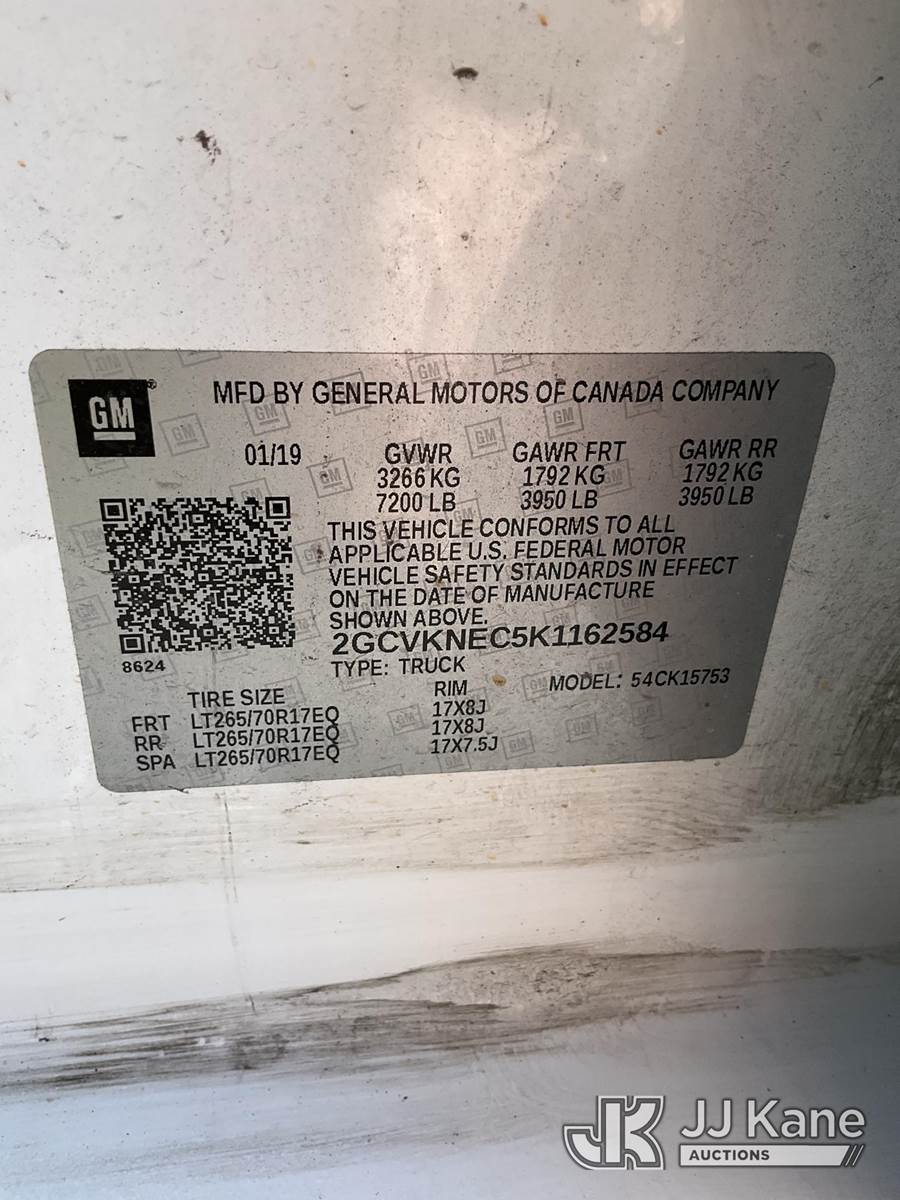 GM
MFD BY GENERAL MOTORS OF CANADA COMPANY
01/19 GVWR GAWR FRT GAWR RR
3266 KG 1792 KG 1792 KG
7200 LB 3950 LB 3950 LB
THIS VEHICLE CONFORMS TO ALL
APPLICABLE U.S. FEDERAL MOTOR
VEHICLE SAFETY STANDARDS IN EFFECT
ON THE DATE OF MANUFACTURE
SHOWN ABOVE.
2GCVKNEC5K1162584
8624 TYPE: TRUCK MODEL: 54CK15753
TIRE SIZE RIM
FRT LT265/70R17EQ 17X8J
RR LT265/70R17EQ 17X8J
SPA LT265/70R17EQ 17X7.5J
JK JJ Kane
AUCTIONS